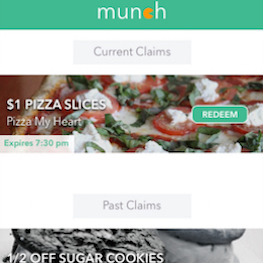 munch
Current Claims
$1 PIZZA SLICES
Pizza My Heart
REDEEM
Expires 7:30 pm
Past Claims
1/2 OFF SUGAR COOKIES